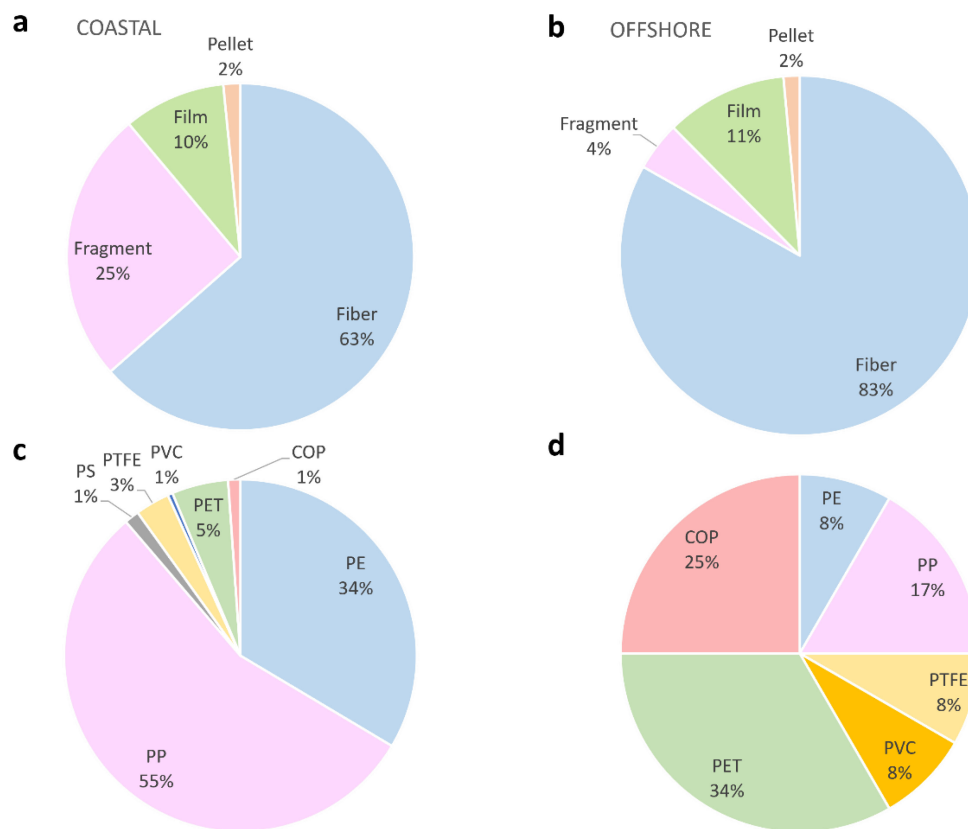 a
COASTAL
Pellet
2%
Film
10%
Fragment
25%
Fiber
63%
b
OFFSHORE
Pellet
2%
Film
11%
Fragment
4%
Fiber
83%
c
PS
1%
PTFE
3%
PVC
1%
PET
5%
COP
1%
PE
34%
PP
55%
d
PE
8%
COP
25%
PP
17%
PTFE
8%
PVC
8%
PET
34%